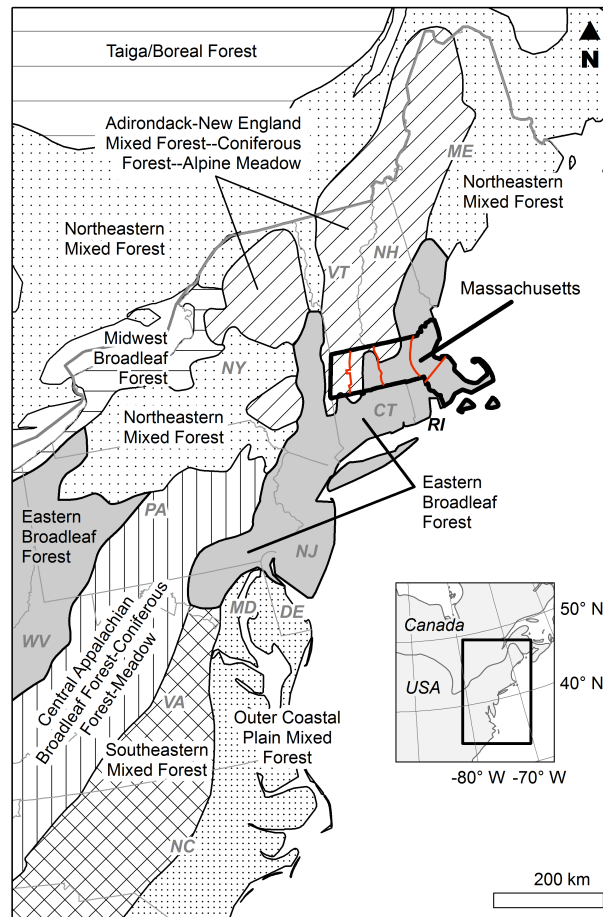 Taiga/Boreal Forest
N
Adirondack-New England
Mixed Forest--Coniferous
Forest--Alpine Meadow
ME
Northeastern
Mixed Forest
Northeastern
Mixed Forest
NH
VT
Massachusetts
Midwest
Broadleaf
Forest
NY
Northeastern
Mixed Forest
CT
RI
Eastern
Broadleaf
Forest
PA
Eastern
Broadleaf
Forest
NJ
MD
DE
WV
Central Appalachian
Broadleaf Forest-Coniferous
Forest-Meadow
VA
Outer Coastal
Plain Mixed
Forest
Southeastern
Mixed Forest
NC
Canada
USA
50° N
40° N
-80° W -70° W
200 km